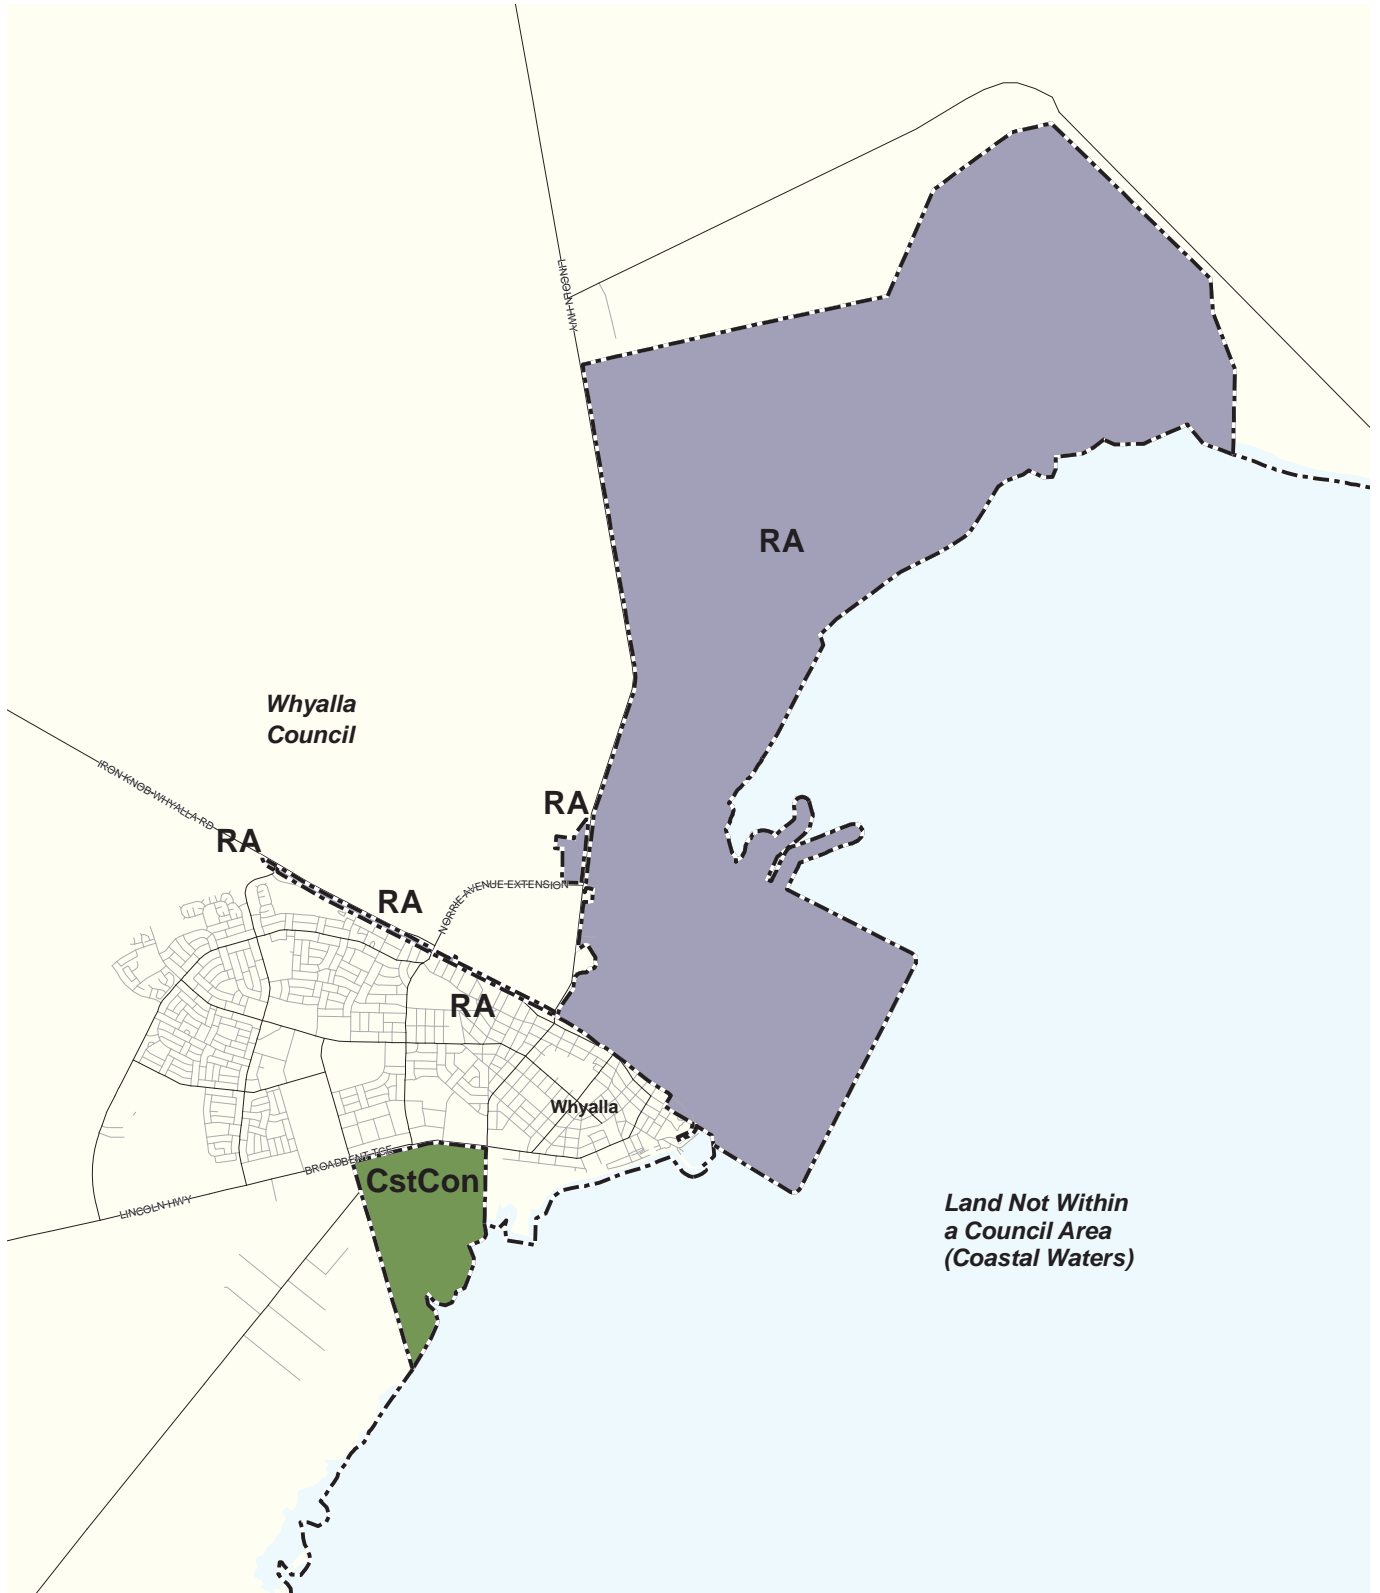 LINCOLN HWY
RA
Whyalla
Council
IRON KNOB-WHYALLA RD
RA
RA
RA
NORRIE AVENUE EXTENSION
RA
Whyalla
BROADBENT TCE
CstCon
LINCOLN HWY
Land Not Within
a Council Area
(Coastal Waters)